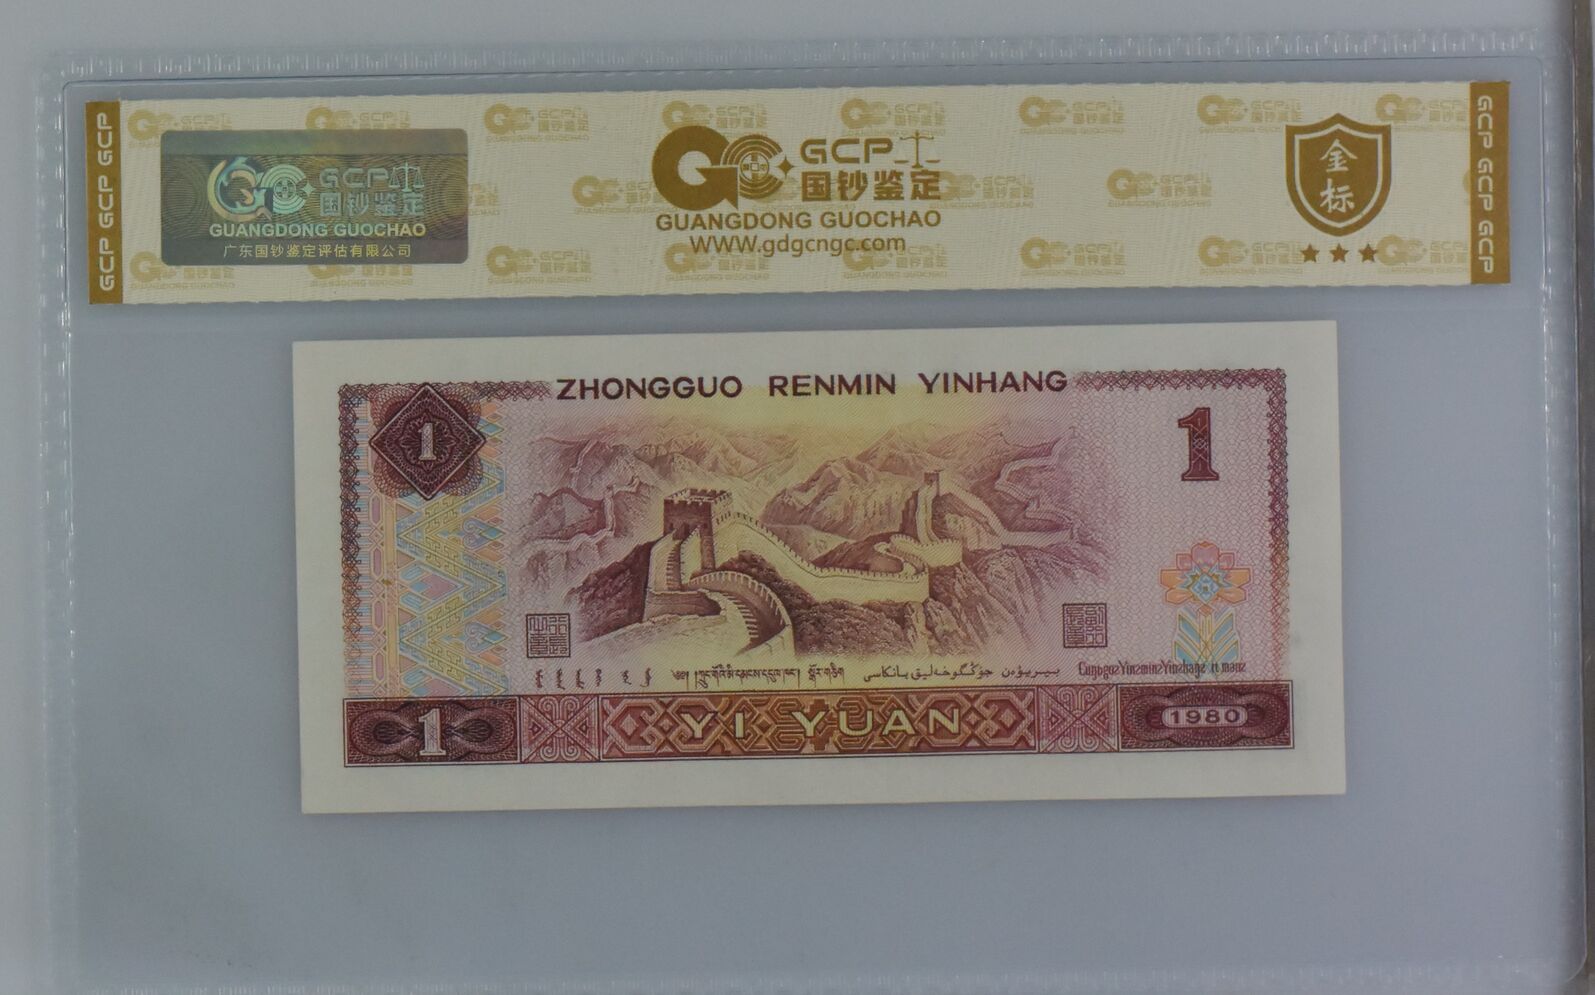 GCP GCP GCP
GCP
国钞鉴定
GUANGDONG GUOCHAO
广东国钞鉴定评估有限公司
GCP
国钞鉴定
GUANGDONG GUOCHAO
WWW.gdgcngc.com
金标
GCP GCP GCP
ZHONGGUO RENMIN YINHANG
1
1
1
YI YUAN
1980